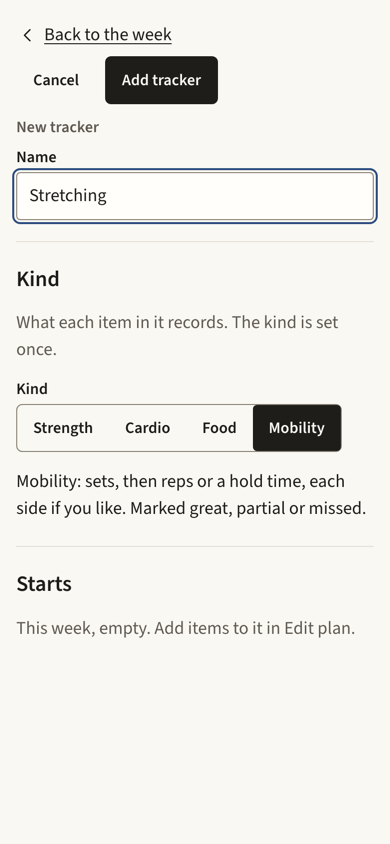 Back to the week
Cancel
Add tracker
New tracker
Name
Stretching
Kind
What each item in it records. The kind is set
once.
Kind
Strength
Cardio
Food
Mobility
Mobility: sets, then reps or a hold time, each
side if you like. Marked great, partial or missed.
Starts
This week, empty. Add items to it in Edit plan.